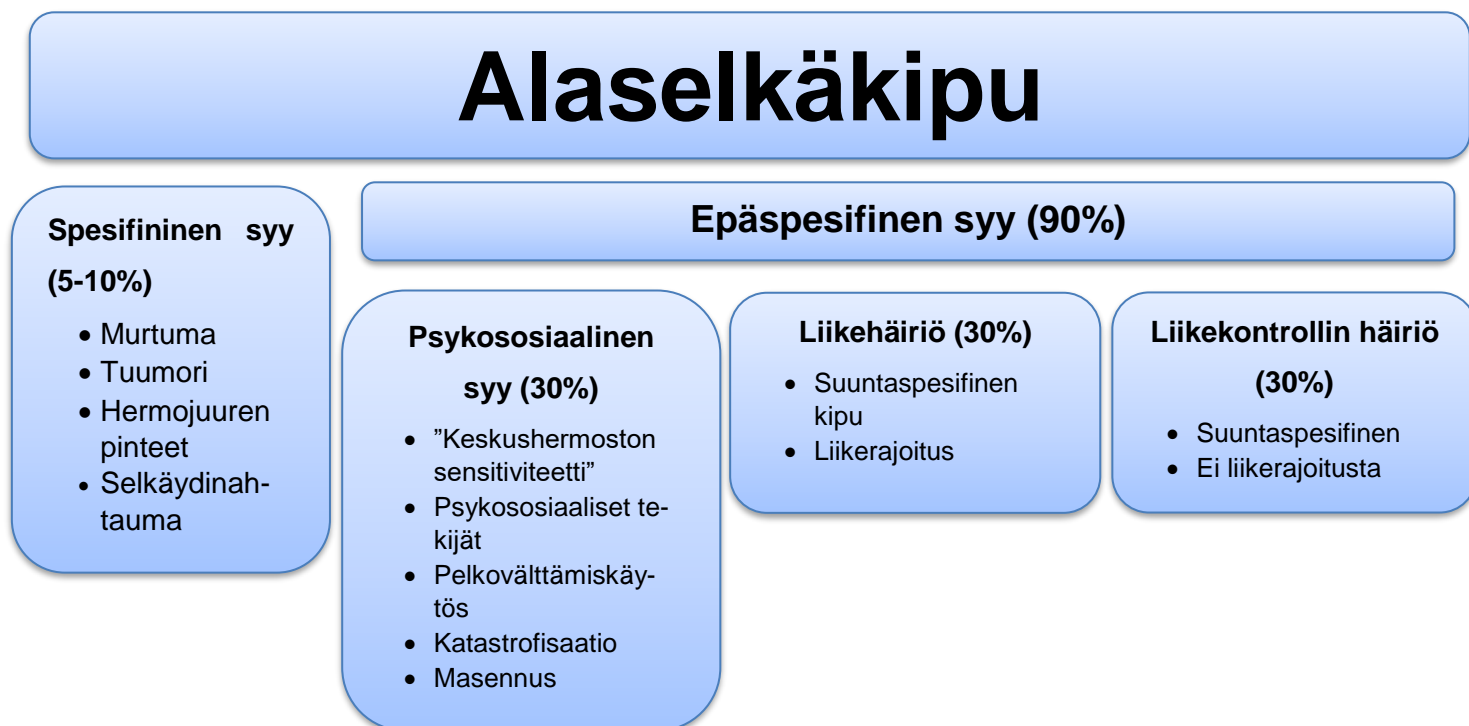 Alaselkäkipu
Spesifininen syy
(5-10%)
• Murtuma
• Tuumori
• Hermojuuren
pinteet
• Selkäydinah-
tauma
Epäspesifinen syy (90%)
Psykososiaalinen
syy (30%)
• ”Keskushermoston
sensitiviteetti”
• Psykososiaaliset te-
kijät
• Pelkovälttämiskäy-
tös
• Katastrofisaatio
• Masennus
Liikehäiriö (30%)
• Suuntaspesifinen
kipu
• Liikerajoitus
Liikekontrollin häiriö
(30%)
• Suuntaspesifinen
• Ei liikerajoitusta